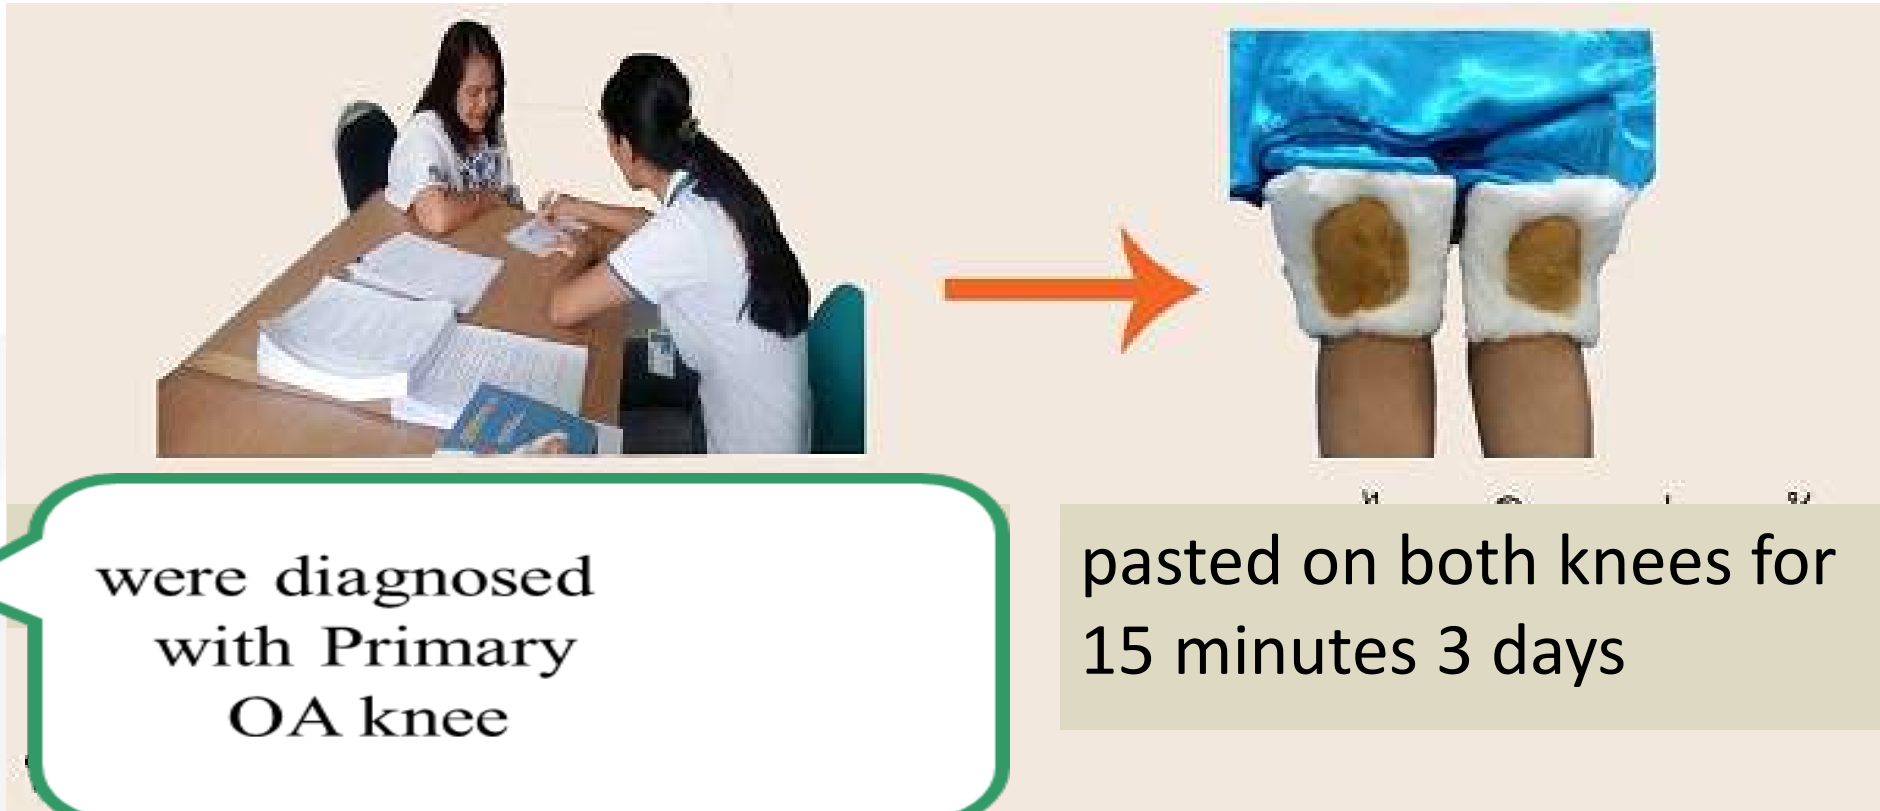 were diagnosed
with Primary
OA knee
pasted on both knees for
15 minutes 3 days